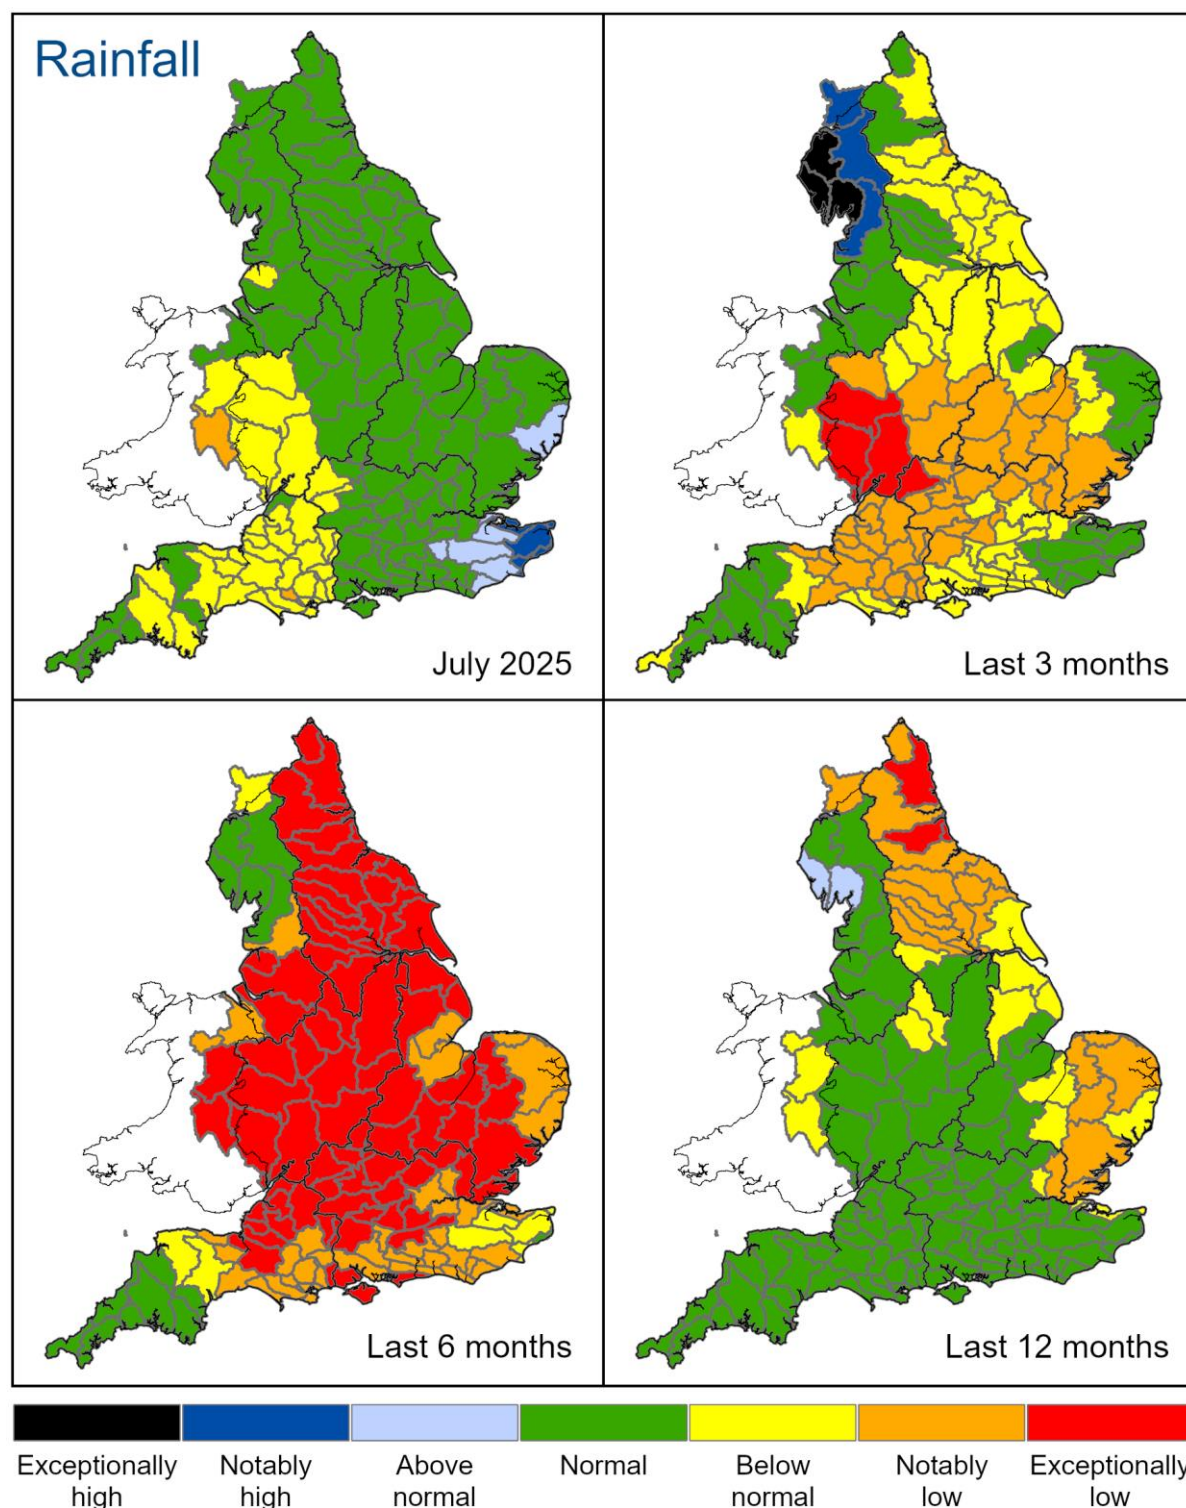 Rainfall
July 2025
Last 3 months
Last 6 months
Last 12 months
Exceptionally high
Notably high
Above normal
Normal
Below normal
Notably low
Exceptionally low